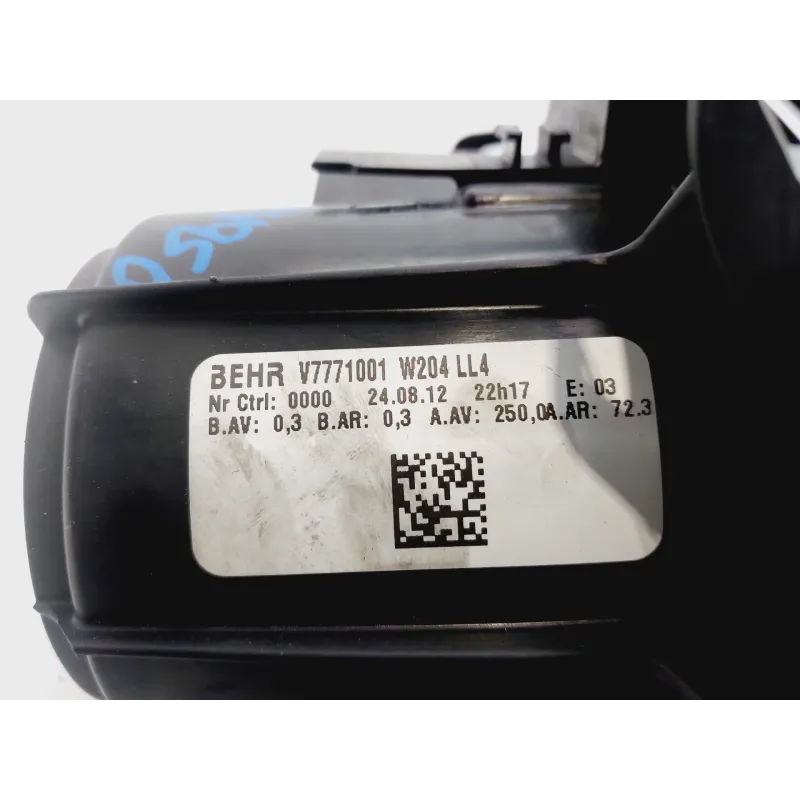 BEHR V7771001 W204 LL4
Nr Ctrl: 0000 24.08.12 22h17 E: 03
B.AV: 0,3 B.AR: 0,3 A.AV: 250,0A.AR: 72.3